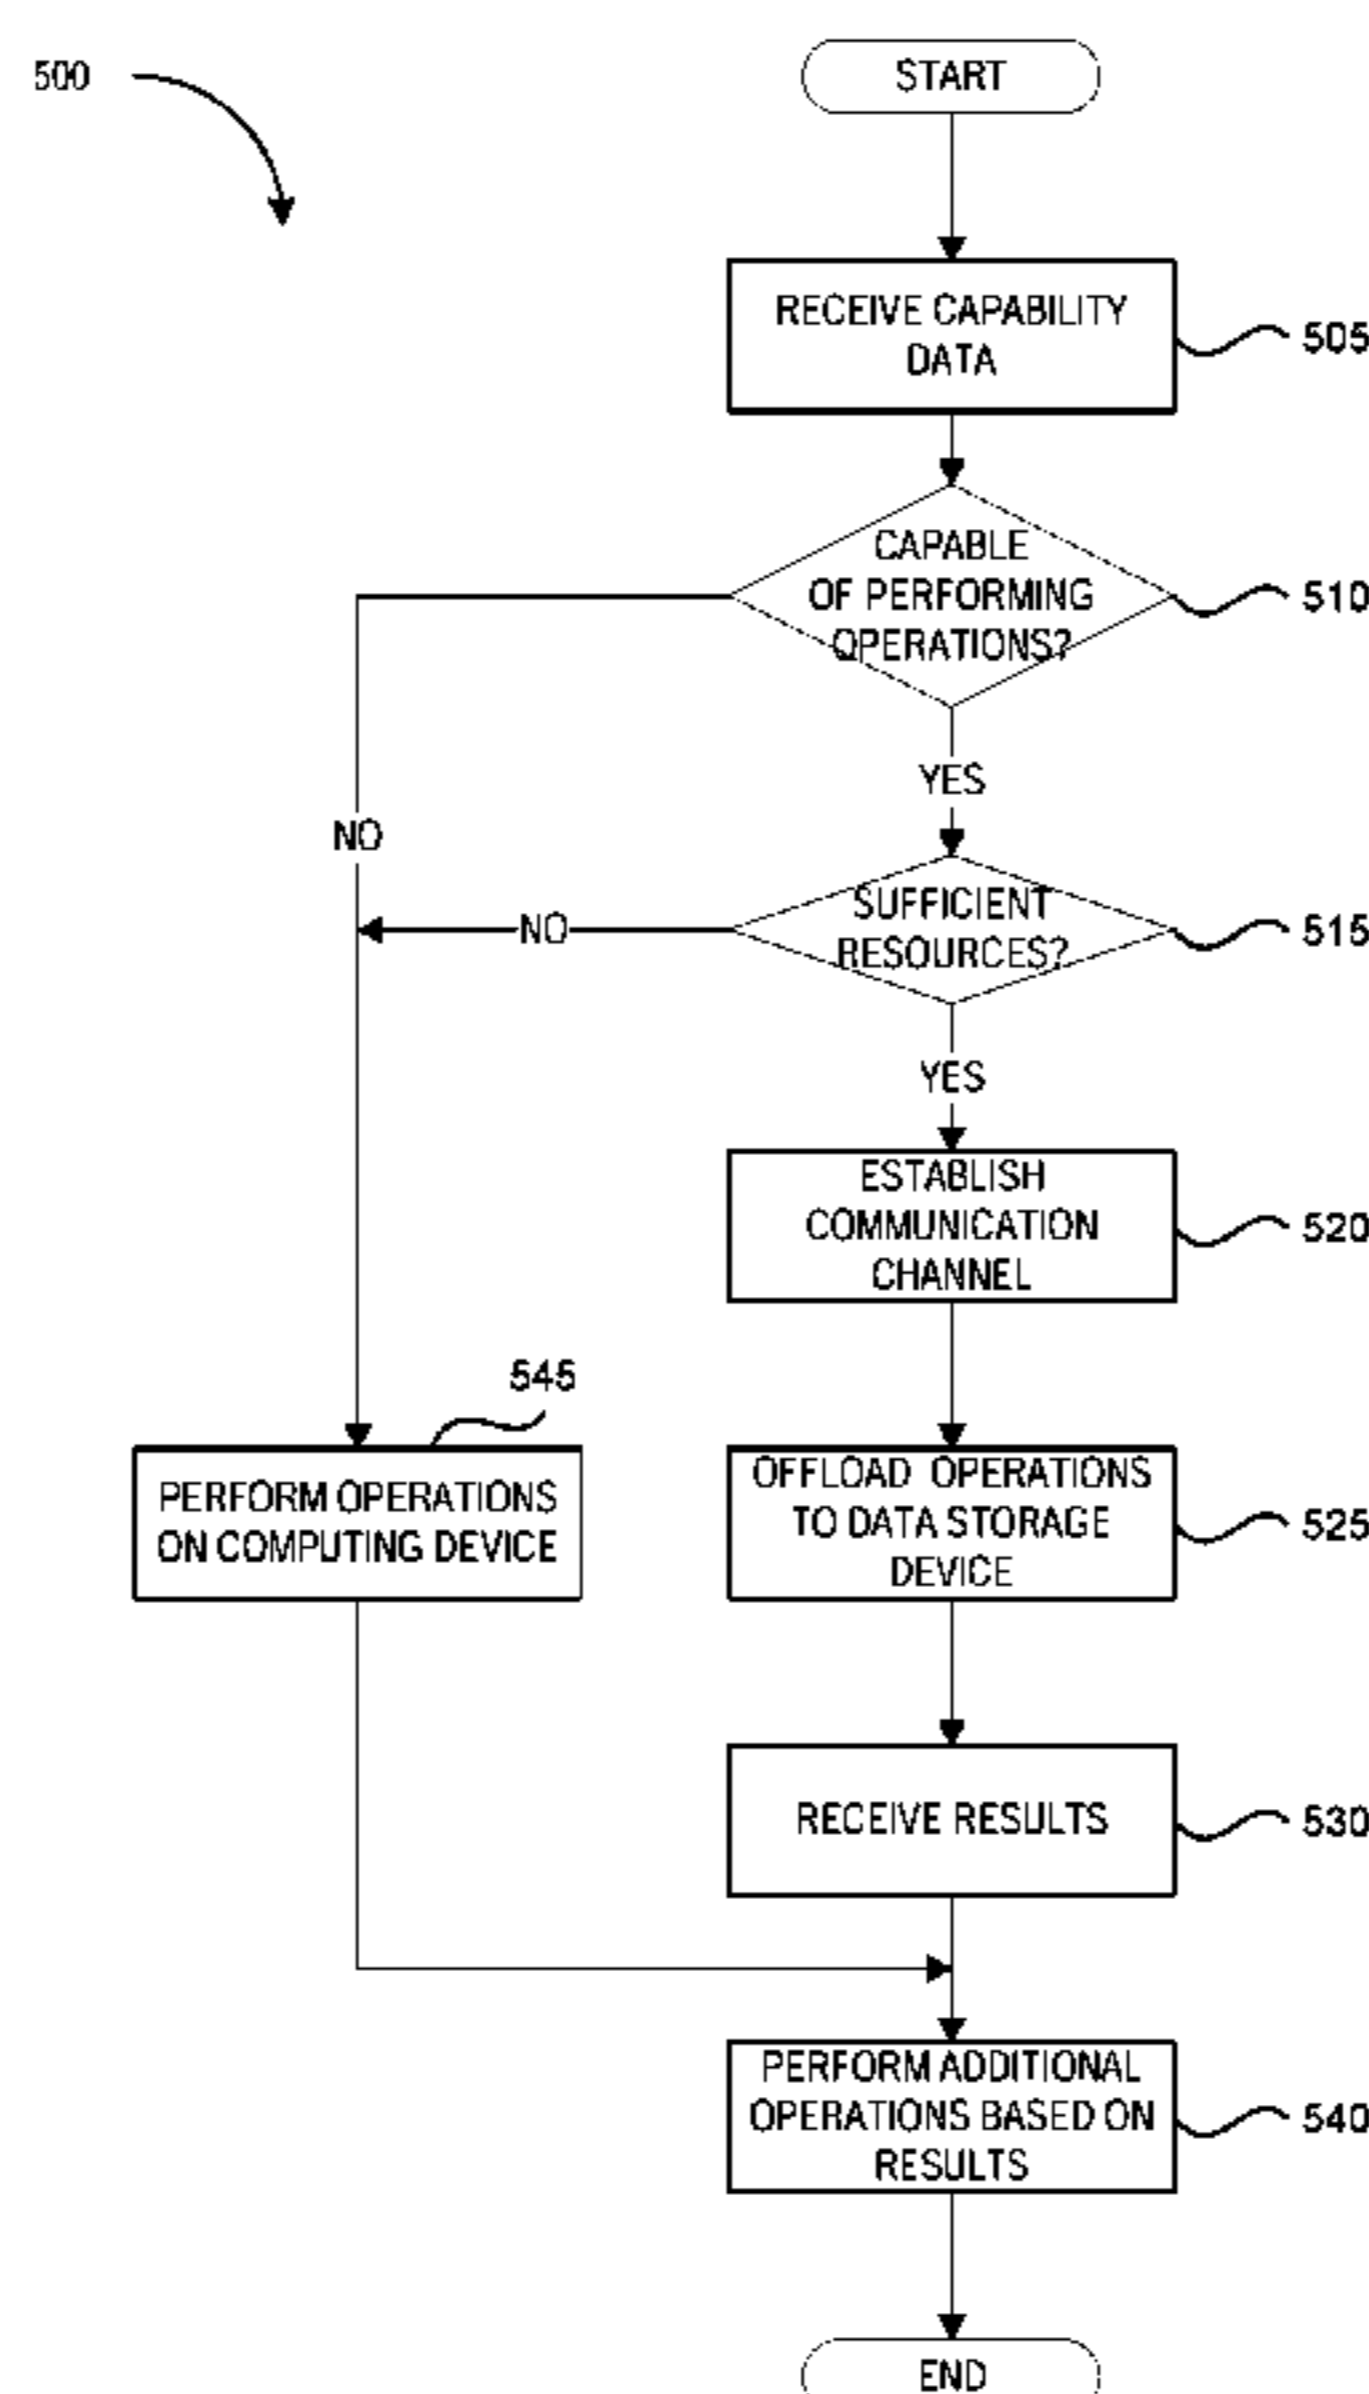 500
START
RECEIVE CAPABILITY
DATA
505
CAPABLE
OF PERFORMING
OPERATIONS?
510
YES
NO
SUFFICIENT
RESOURCES?
515
NO
YES
ESTABLISH
COMMUNICATION
CHANNEL
520
545
PERFORM OPERATIONS
ON COMPUTING DEVICE
OFFLOAD OPERATIONS
TO DATA STORAGE
DEVICE
525
RECEIVE RESULTS
530
PERFORM ADDITIONAL
OPERATIONS BASED ON
RESULTS
540
END